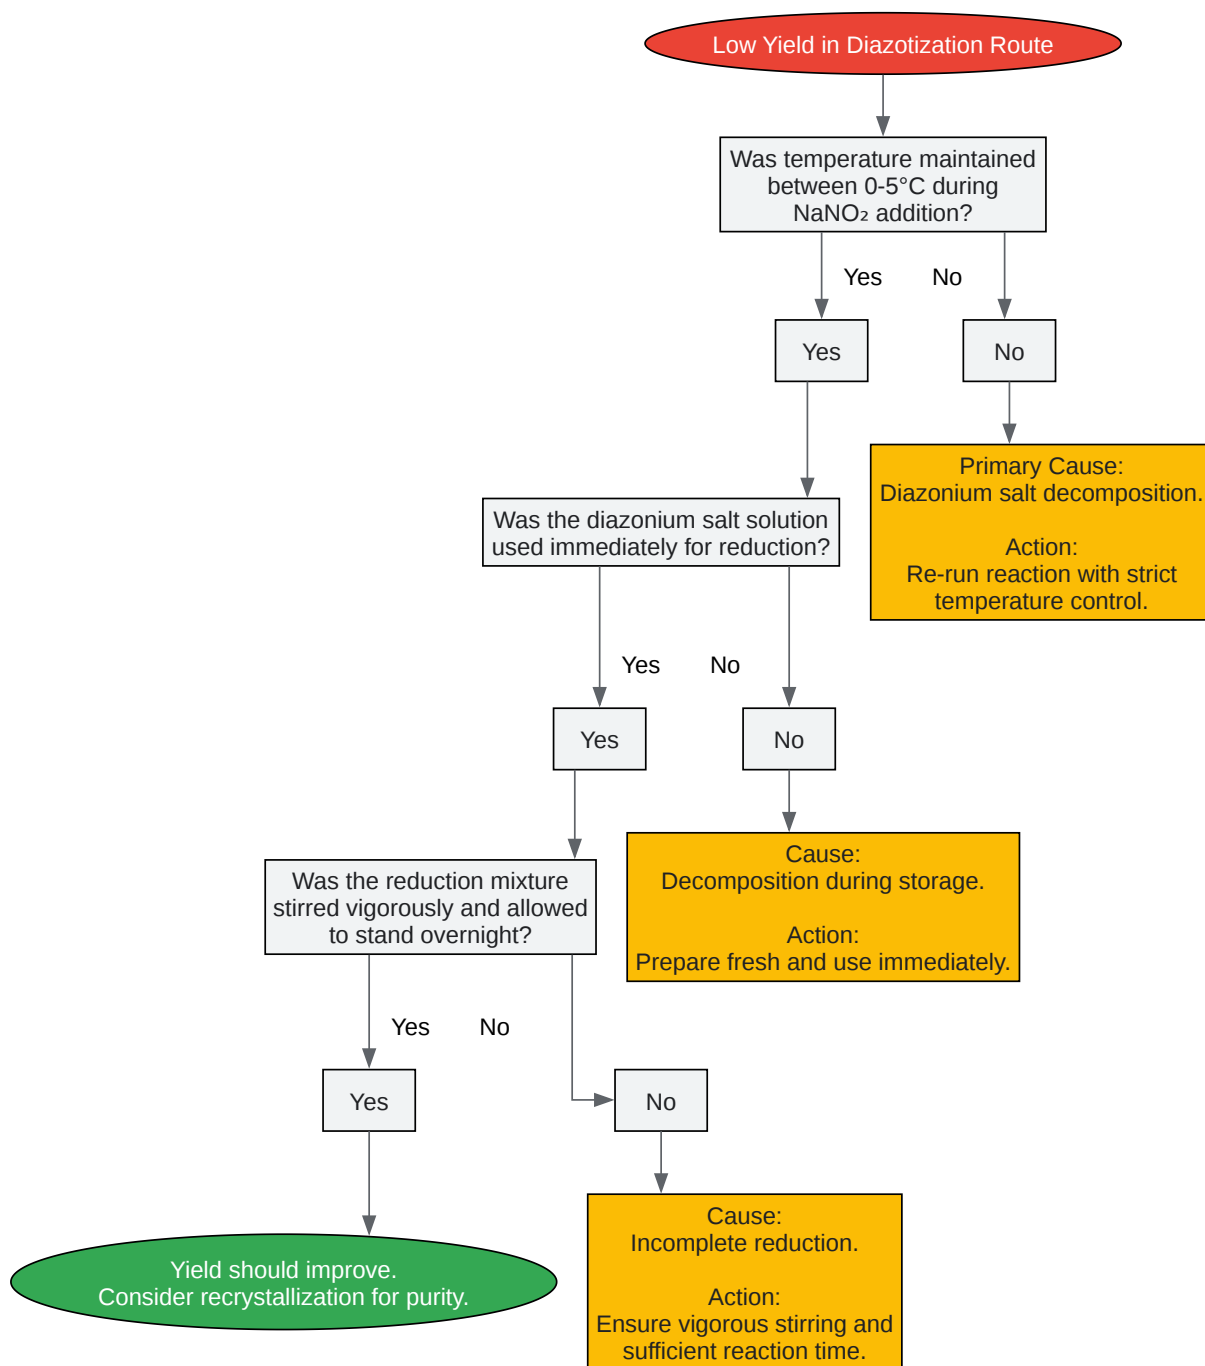 Low Yield in Diazotization Route
Was temperature maintained
between 0-5°C during
NaNO₂ addition?
Yes
No
Yes
No
Primary Cause:
Diazonium salt decomposition.
Action:
Re-run reaction with strict
temperature control.
Was the diazonium salt solution
used immediately for reduction?
Yes
No
Yes
No
Cause:
Decomposition during storage.
Action:
Prepare fresh and use immediately.
Was the reduction mixture
stirred vigorously and allowed
to stand overnight?
Yes
No
Yes
No
Cause:
Incomplete reduction.
Action:
Ensure vigorous stirring and
sufficient reaction time.
Yield should improve.
Consider recrystallization for purity.